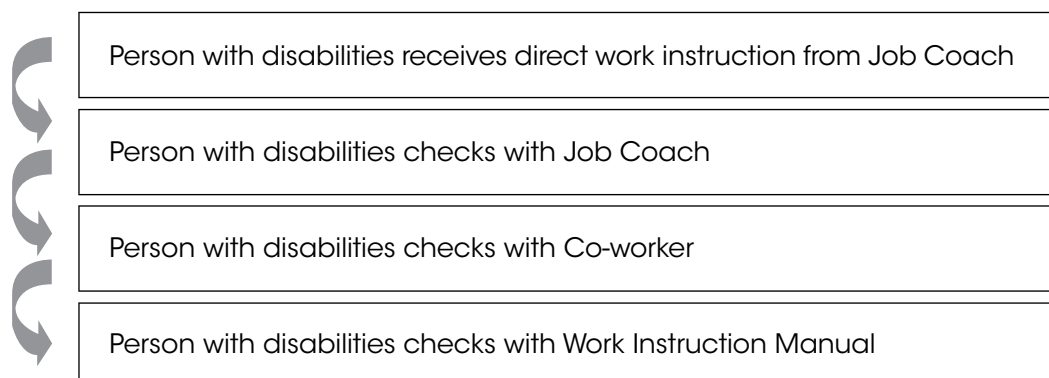 Person with disabilities receives direct work instruction from Job Coach
Person with disabilities checks with Job Coach
Person with disabilities checks with Co-worker
Person with disabilities checks with Work Instruction Manual